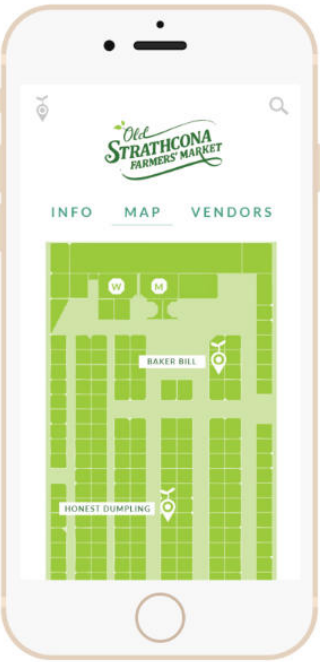 Old
STRATHCONA
FARMERS' MARKET
INFO MAP VENDORS
W M
BAKER BILL
HONEST DUMPLING